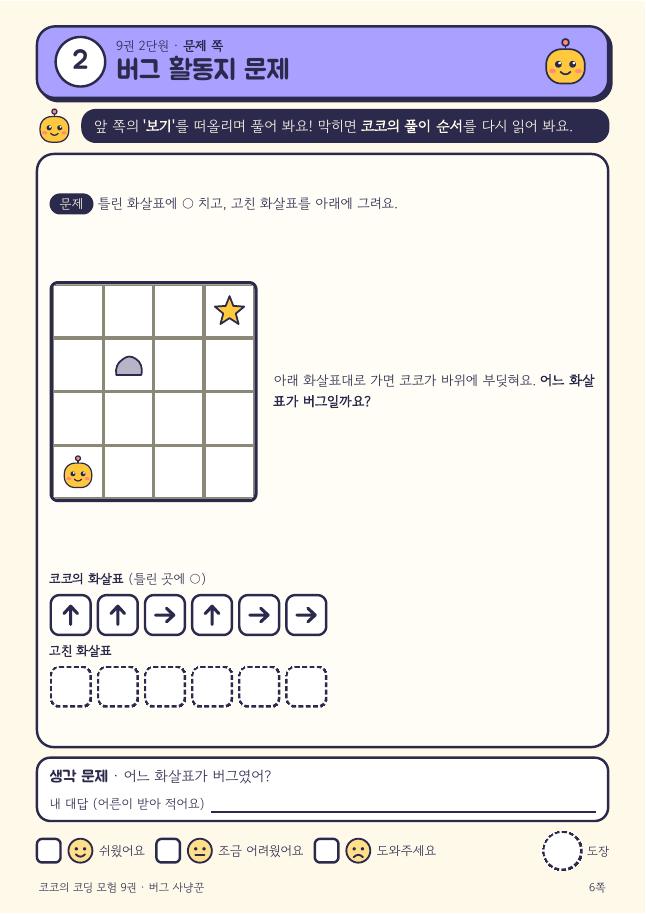 2
9권 2단원 · 문제 쪽
버그 활동지 문제
앞 쪽의 '보기'를 떠올리며 풀어 봐요! 막히면 코코의 풀이 순서를 다시 읽어 봐요.
문제 틀린 화살표에 ○ 치고, 고친 화살표를 아래에 그려요.
아래 화살표대로 가면 코코가 바위에 부딪혀요. 어느 화살
표가 버그일까요?
코코의 화살표 (틀린 곳에 ○)
↑ ↑ → ↑ → →
고친 화살표
생각 문제 · 어느 화살표가 버그였어?
내 대답 (어른이 받아 적어요)
쉬웠어요 조금 어려웠어요 도와주세요 도장
코코의 코딩 모험 9권 · 버그 사냥꾼 6쪽